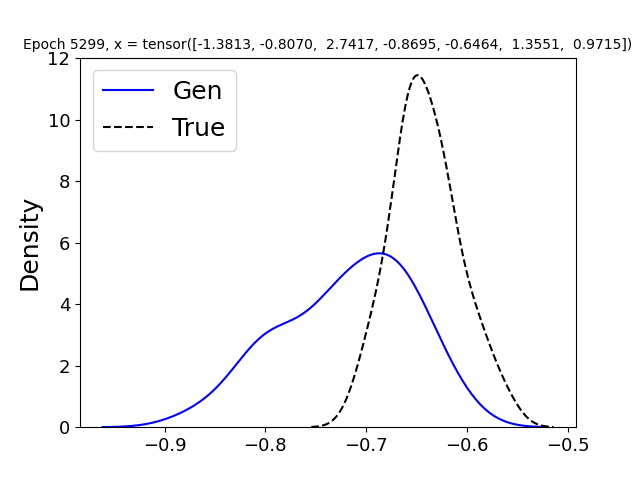 Epoch 5299, x = tensor([-1.3813, -0.8070,  2.7417, -0.8695, -0.6464,  1.3551,  0.9715])
Gen
True
Density
12
10
8
6
4
2
0
−0.9 −0.8 −0.7 −0.6 −0.5